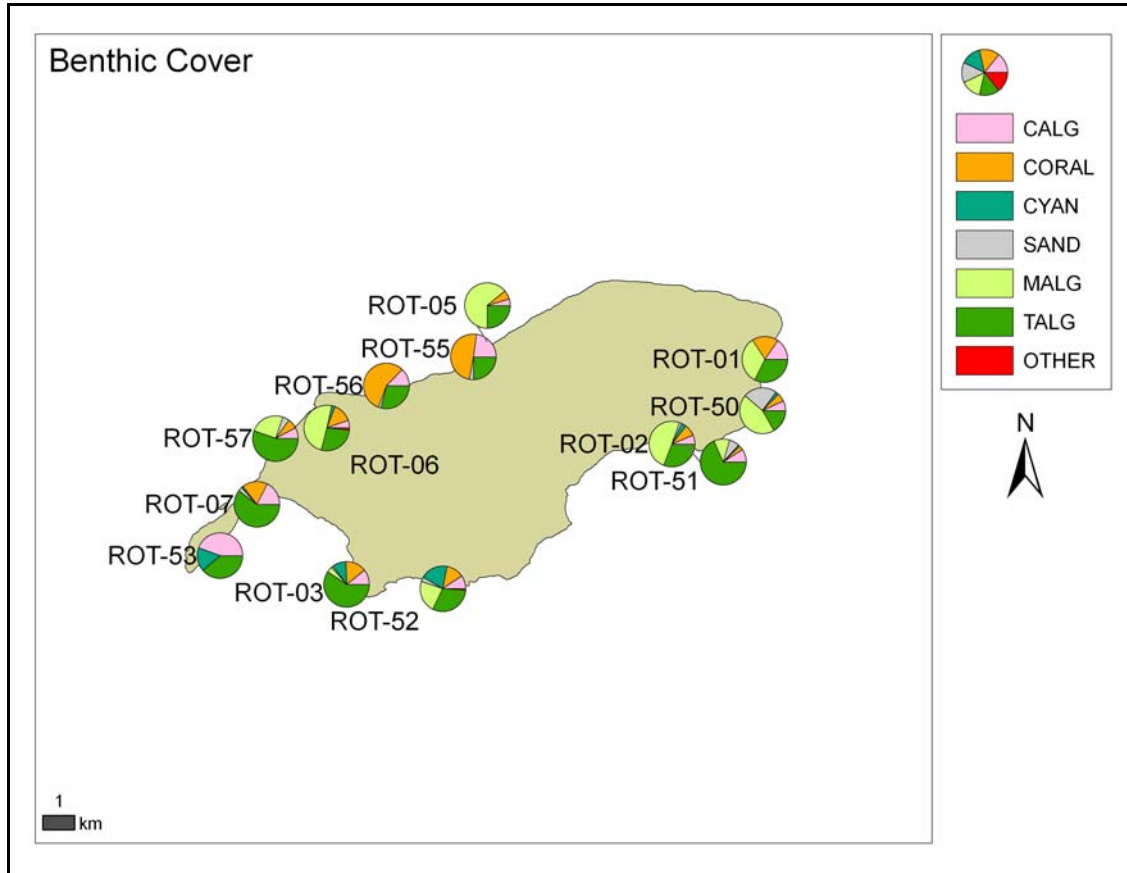 Benthic Cover
CALG
CORAL
CYAN
SAND
MALG
TALG
OTHER
N
ROT-05
ROT-55
ROT-01
ROT-56
ROT-50
ROT-57
ROT-02
ROT-06
ROT-51
ROT-07
ROT-53
ROT-03
ROT-52
1
km